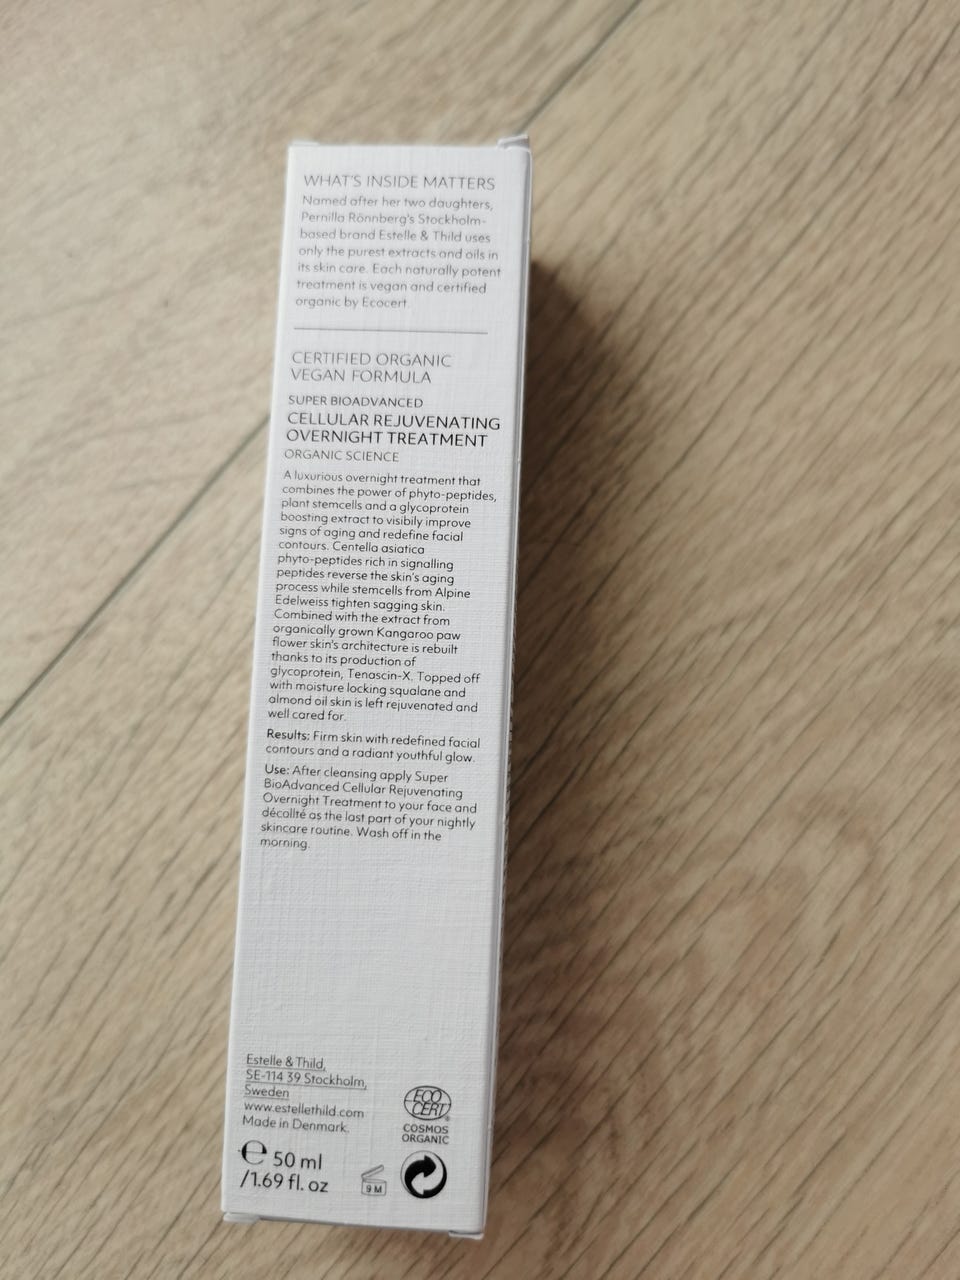 WHAT'S INSIDE MATTERS
Named after her two daughters,
Pernilla Rönnberg's Stockholm-
based brand Estelle & Thild uses
only the purest extracts and oils in
its skin care. Each naturally potent
treatment is vegan and certified
organic by Ecocert.
CERTIFIED ORGANIC
VEGAN FORMULA
SUPER BIOADVANCED
CELLULAR REJUVENATING
OVERNIGHT TREATMENT
ORGANIC SCIENCE
A luxurious overnight treatment that
combines the power of phyto-peptides,
plant stemcells and a glycoprotein
boosting extract to visibily improve
signs of aging and redefine facial
contours. Centella asiatica
phyto-peptides rich in signalling
peptides reverse the skin's aging
process while stemcells from Alpine
Edelweiss tighten sagging skin.
Combined with the extract from
organically grown Kangaroo paw
flower skin's architecture is rebuilt
thanks to its production of
glycoprotein, Tenascin-X. Topped off
with moisture locking squalane and
almond oil skin is left rejuvenated and
well cared for.
Results: Firm skin with redefined facial
contours and a radiant youthful glow.
Use: After cleansing apply Super
BioAdvanced Cellular Rejuvenating
Overnight Treatment to your face and
décollté as the last part of your nightly
skincare routine. Wash off in the
morning.
Estelle & Thild,
SE-114 39 Stockholm,
Sweden
www.estellethild.com
Made in Denmark.
ECO
CERT®
COSMOS
ORGANIC
℮ 50 ml
/1.69 fl. oz
9 M